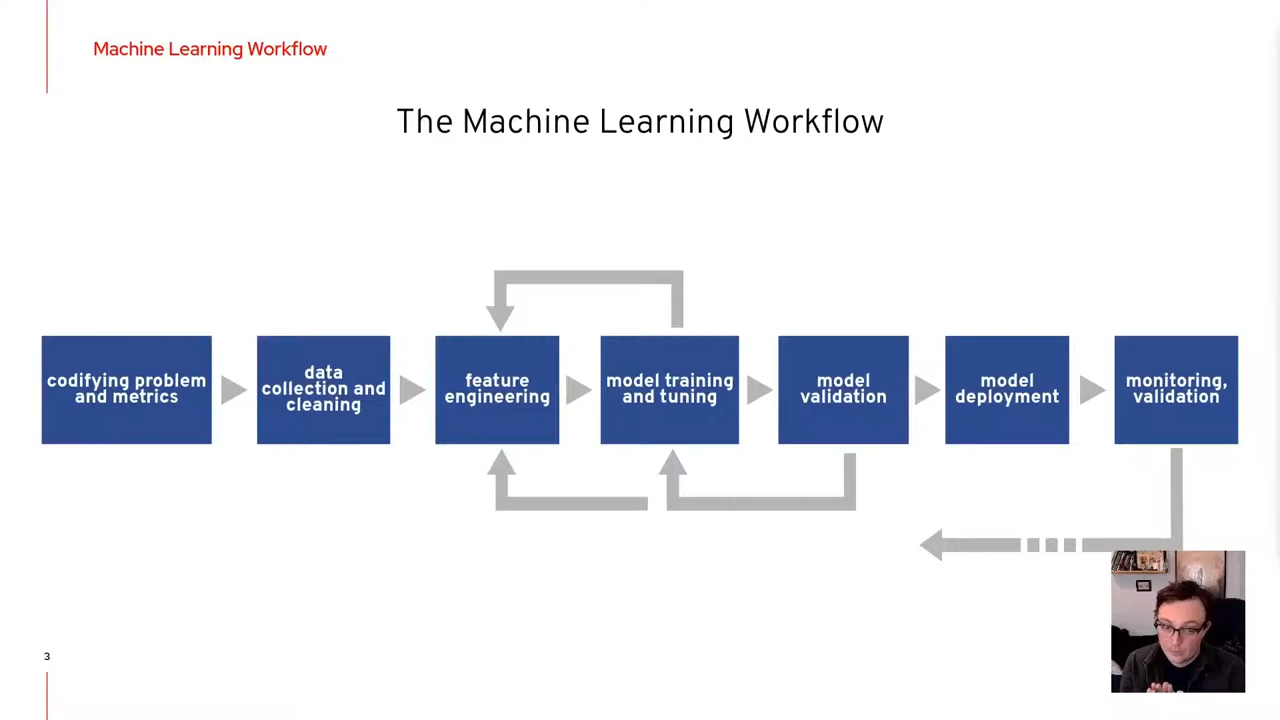 Machine Learning Workflow
The Machine Learning Workflow
codifying problem
and metrics
data
collection and
cleaning
feature
engineering
model training
and tuning
model
validation
model
deployment
monitoring,
validation
3